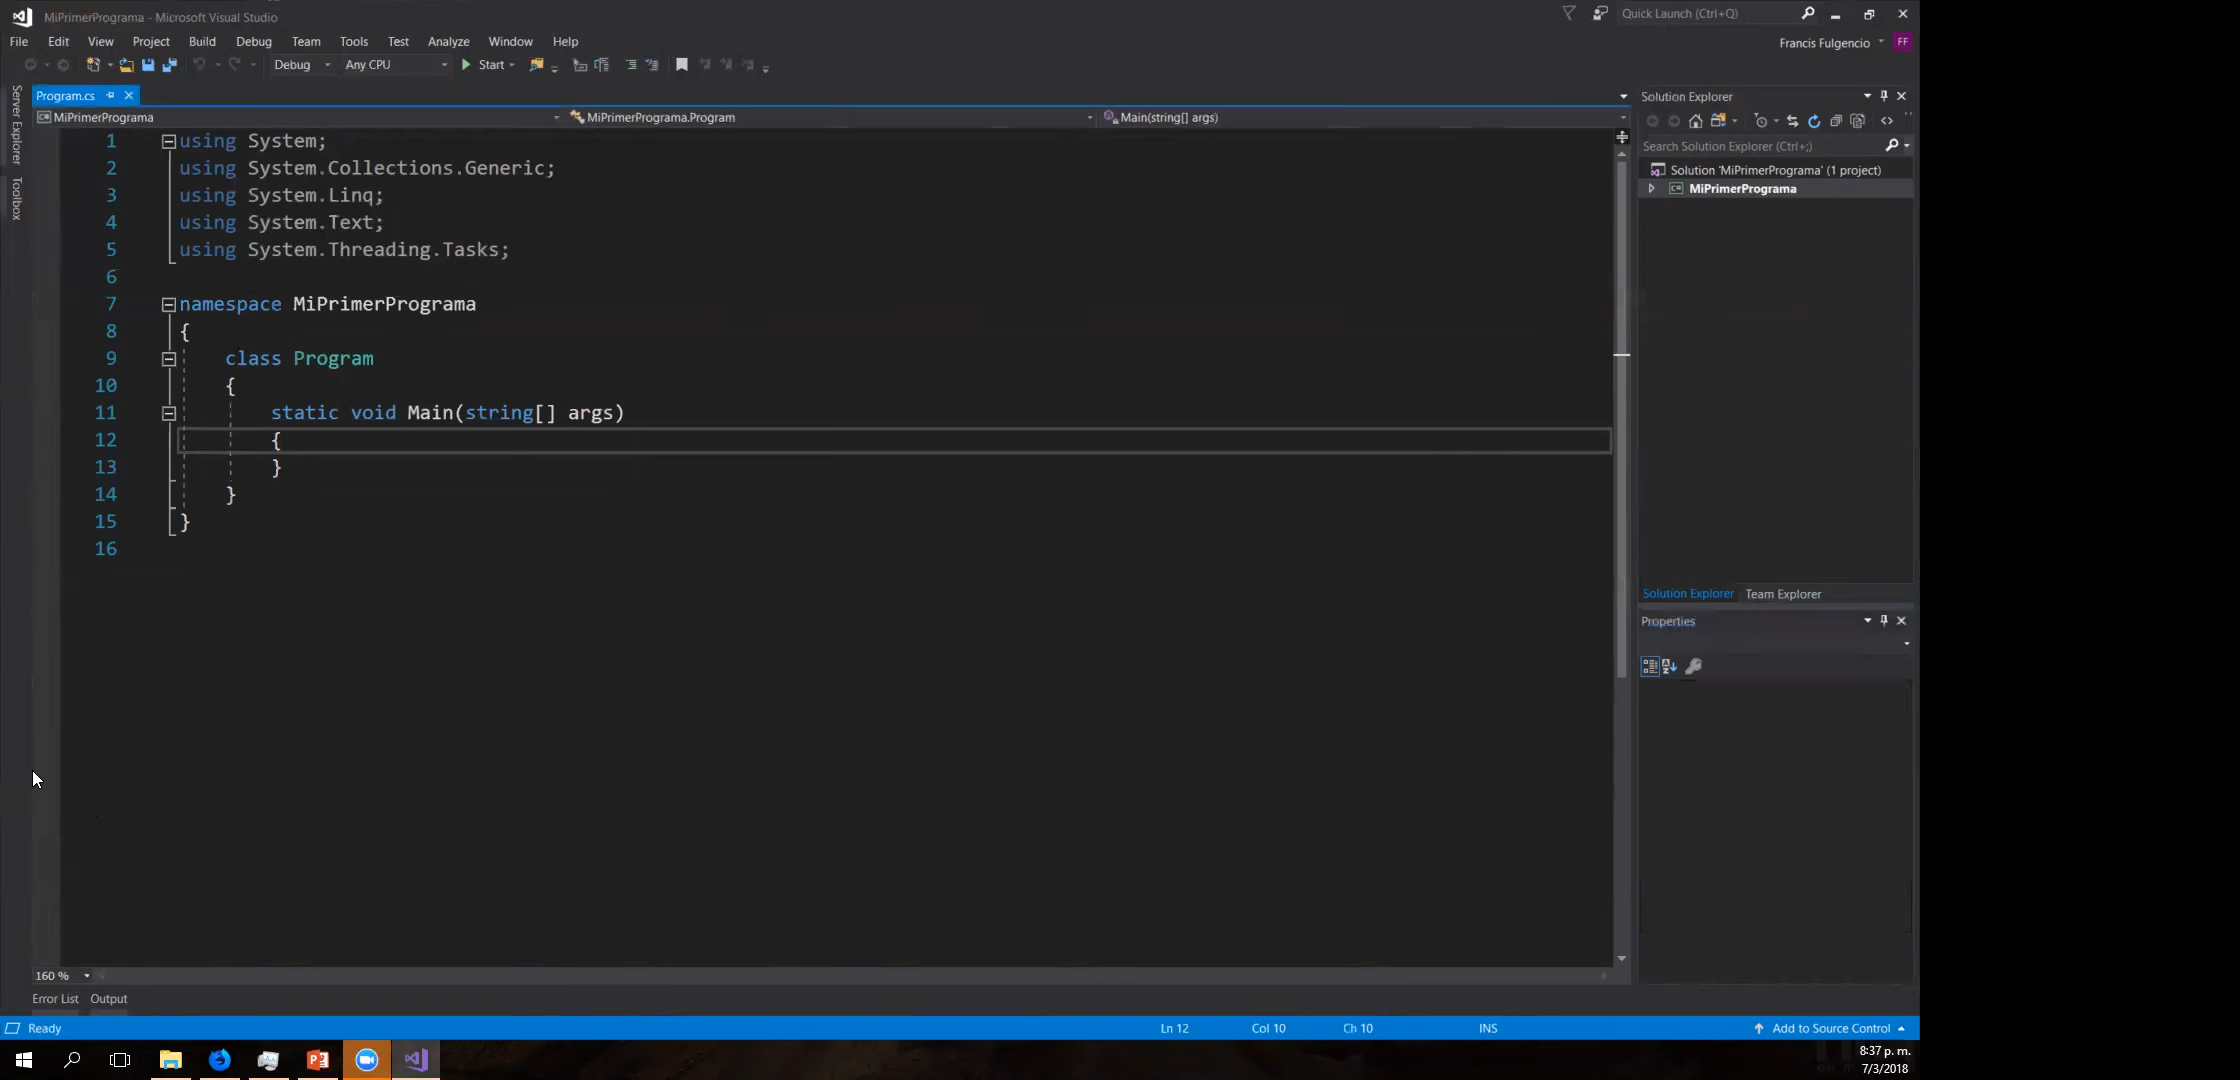 MiPrimerPrograma - Microsoft Visual Studio
Quick Launch (Ctrl+Q)
File Edit View Project Build Debug Team Tools Test Analyze Window Help
Francis Fulgencio FF
Debug Any CPU Start
Server Explorer
Toolbox
Program.cs
MiPrimerPrograma MiPrimerPrograma.Program Main(string[] args)
1 using System;
2 using System.Collections.Generic;
3 using System.Linq;
4 using System.Text;
5 using System.Threading.Tasks;
6
7 namespace MiPrimerPrograma
8 {
9 class Program
10 {
11 static void Main(string[] args)
12 {
13 }
14 }
15 }
16
Solution Explorer
Search Solution Explorer (Ctrl+;)
Solution 'MiPrimerPrograma' (1 project)
MiPrimerPrograma
Solution Explorer Team Explorer
Properties
160 %
Error List Output
Ready Ln 12 Col 10 Ch 10 INS Add to Source Control
8:37 p. m.
7/3/2018